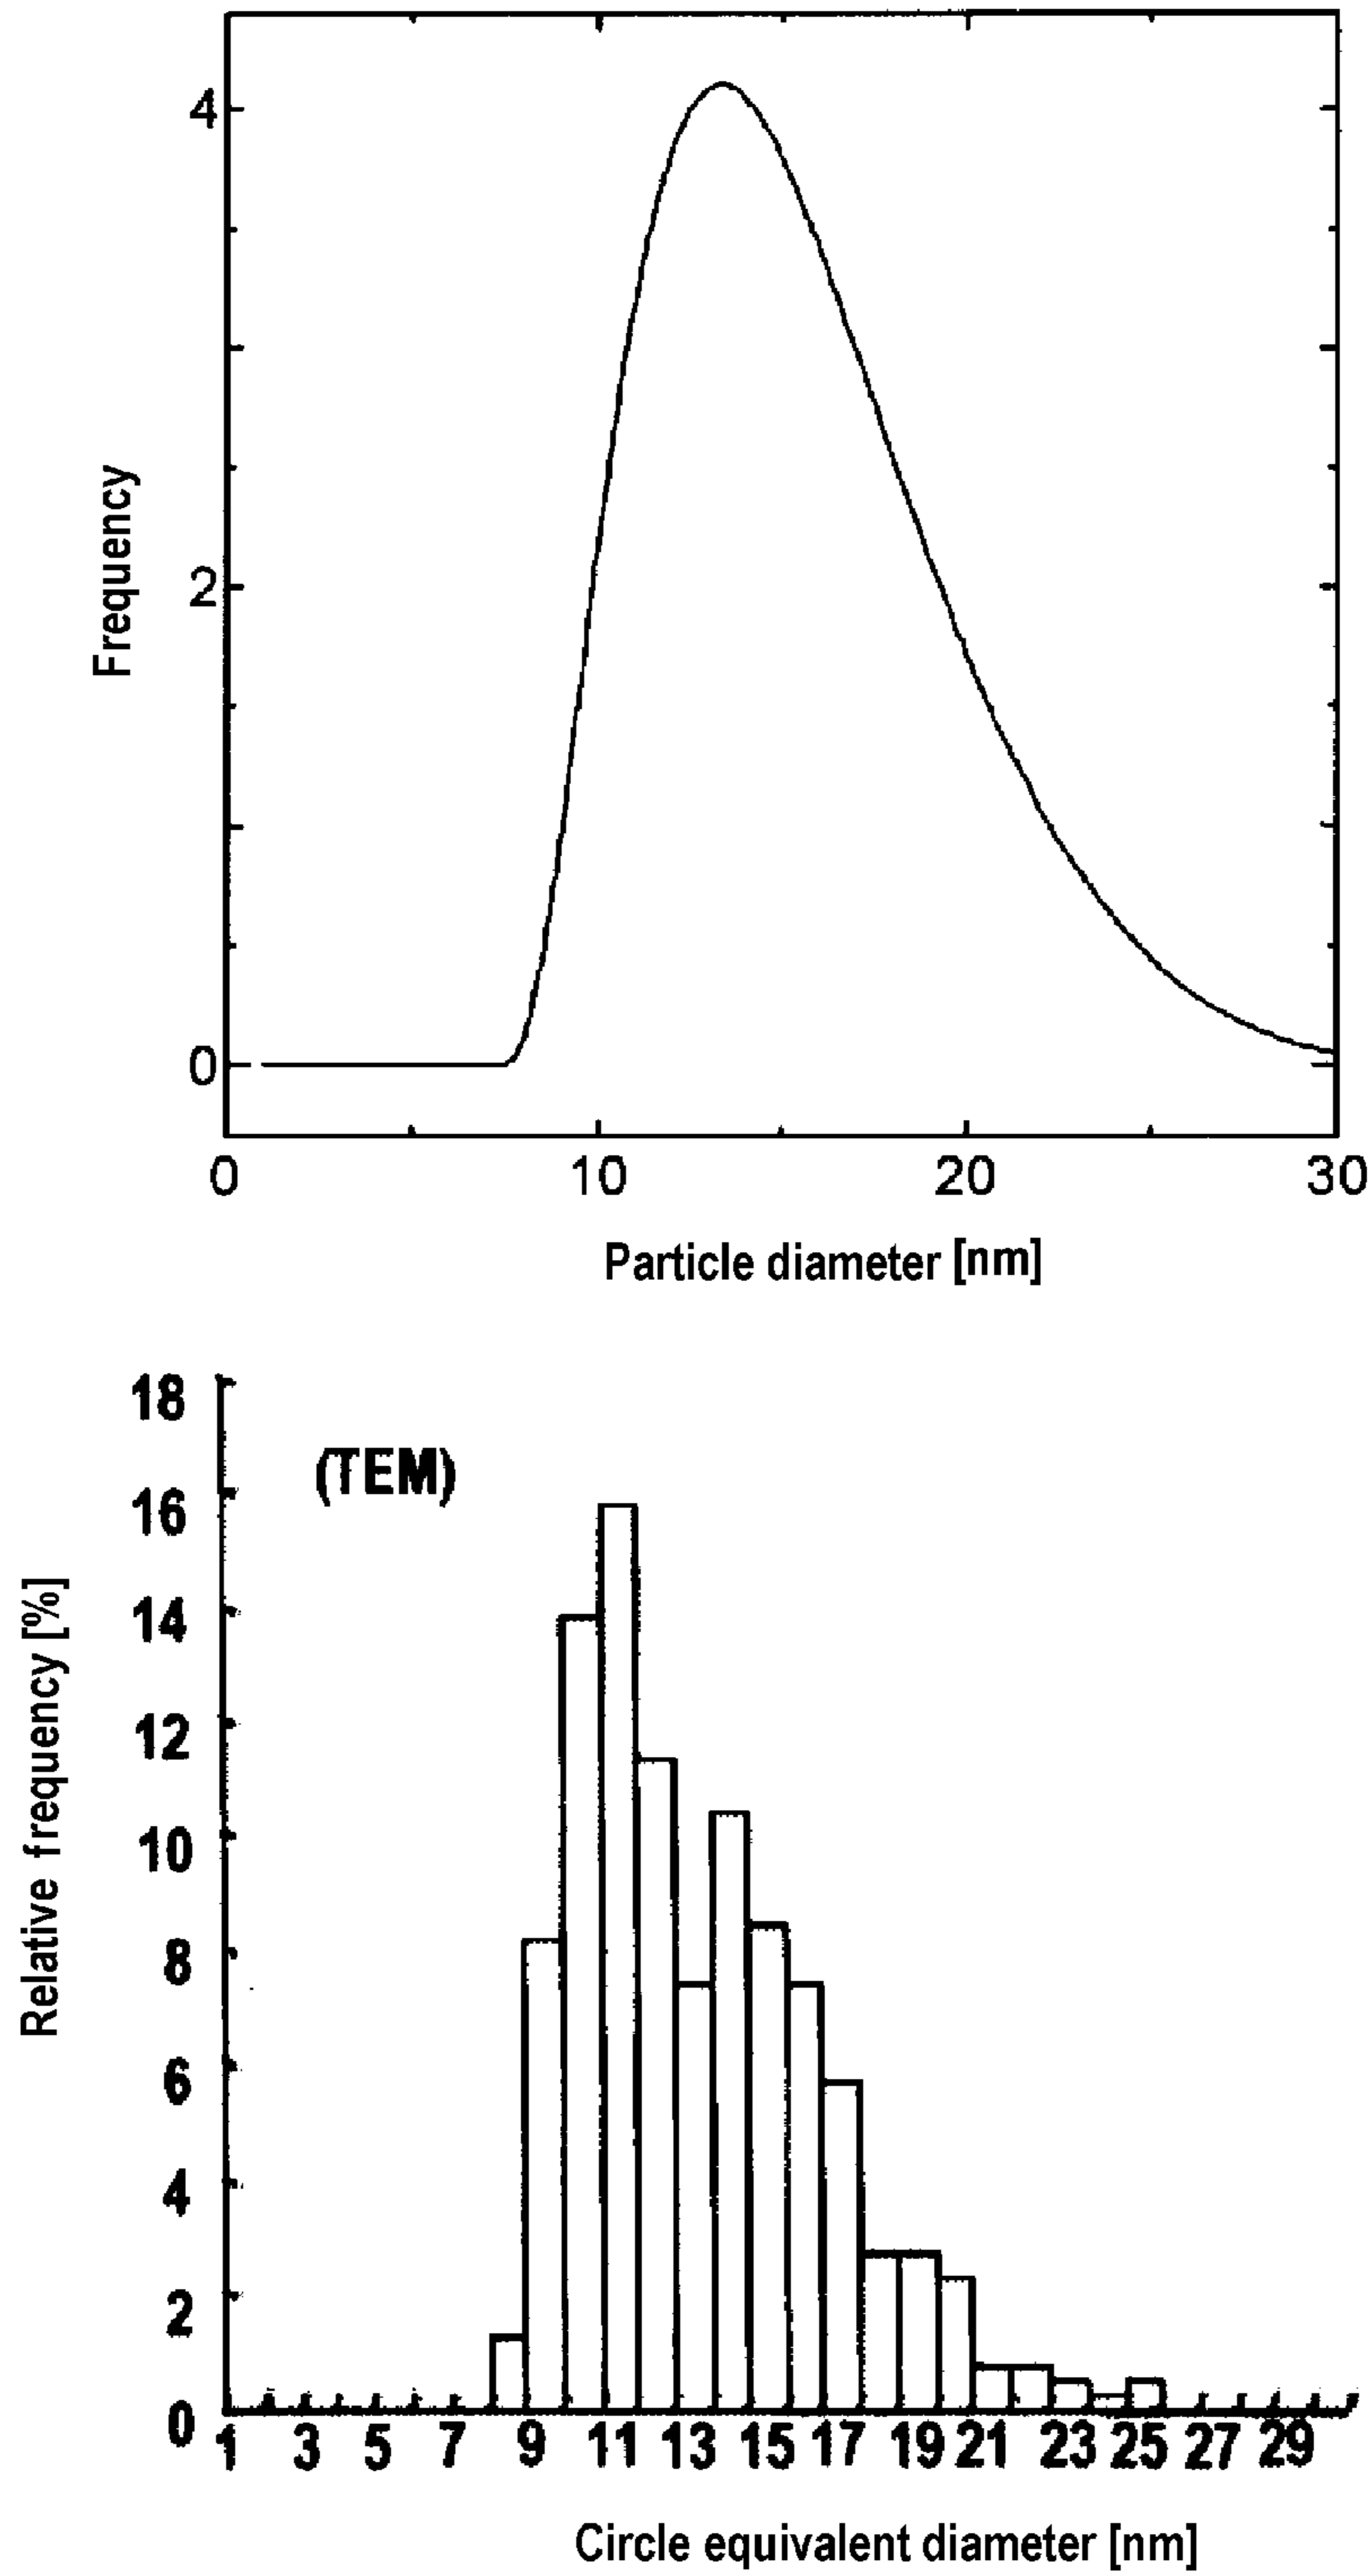 4
2
0
Frequency
0 10 20 30
Particle diameter [nm]
18
16
14
12
10
8
6
4
2
0
(TEM)
Relative frequency [%]
1 3 5 7 9 11 13 15 17 19 21 23 25 27 29
Circle equivalent diameter [nm]